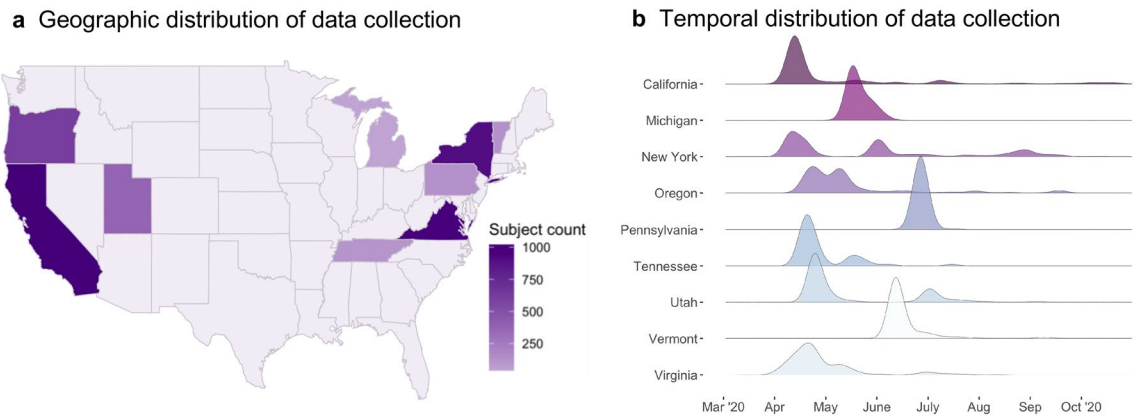 a Geographic distribution of data collection
Subject count
1000
750
500
250
b Temporal distribution of data collection
California
Michigan
New York
Oregon
Pennsylvania
Tennessee
Utah
Vermont
Virginia
Mar '20 Apr May June July Aug Sep Oct '20